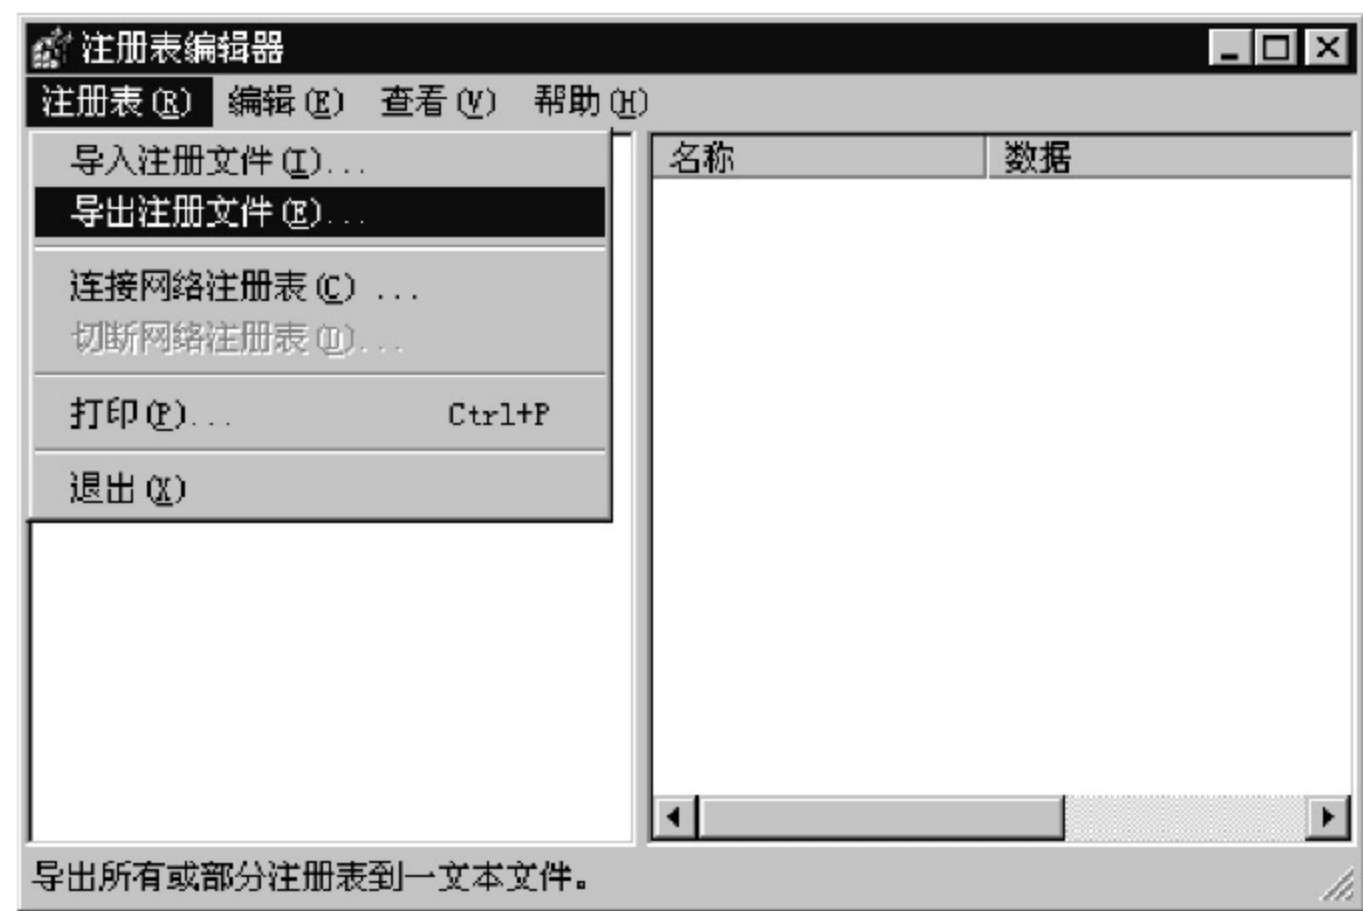 注册表编辑器
注册表(R) 编辑(E) 查看(V) 帮助(H)
导入注册文件(I)...
导出注册文件(E)...
连接网络注册表(C) ...
切断网络注册表(D)...
打印(P)... Ctrl+P
退出(X)
名称 数据
导出所有或部分注册表到一文本文件。